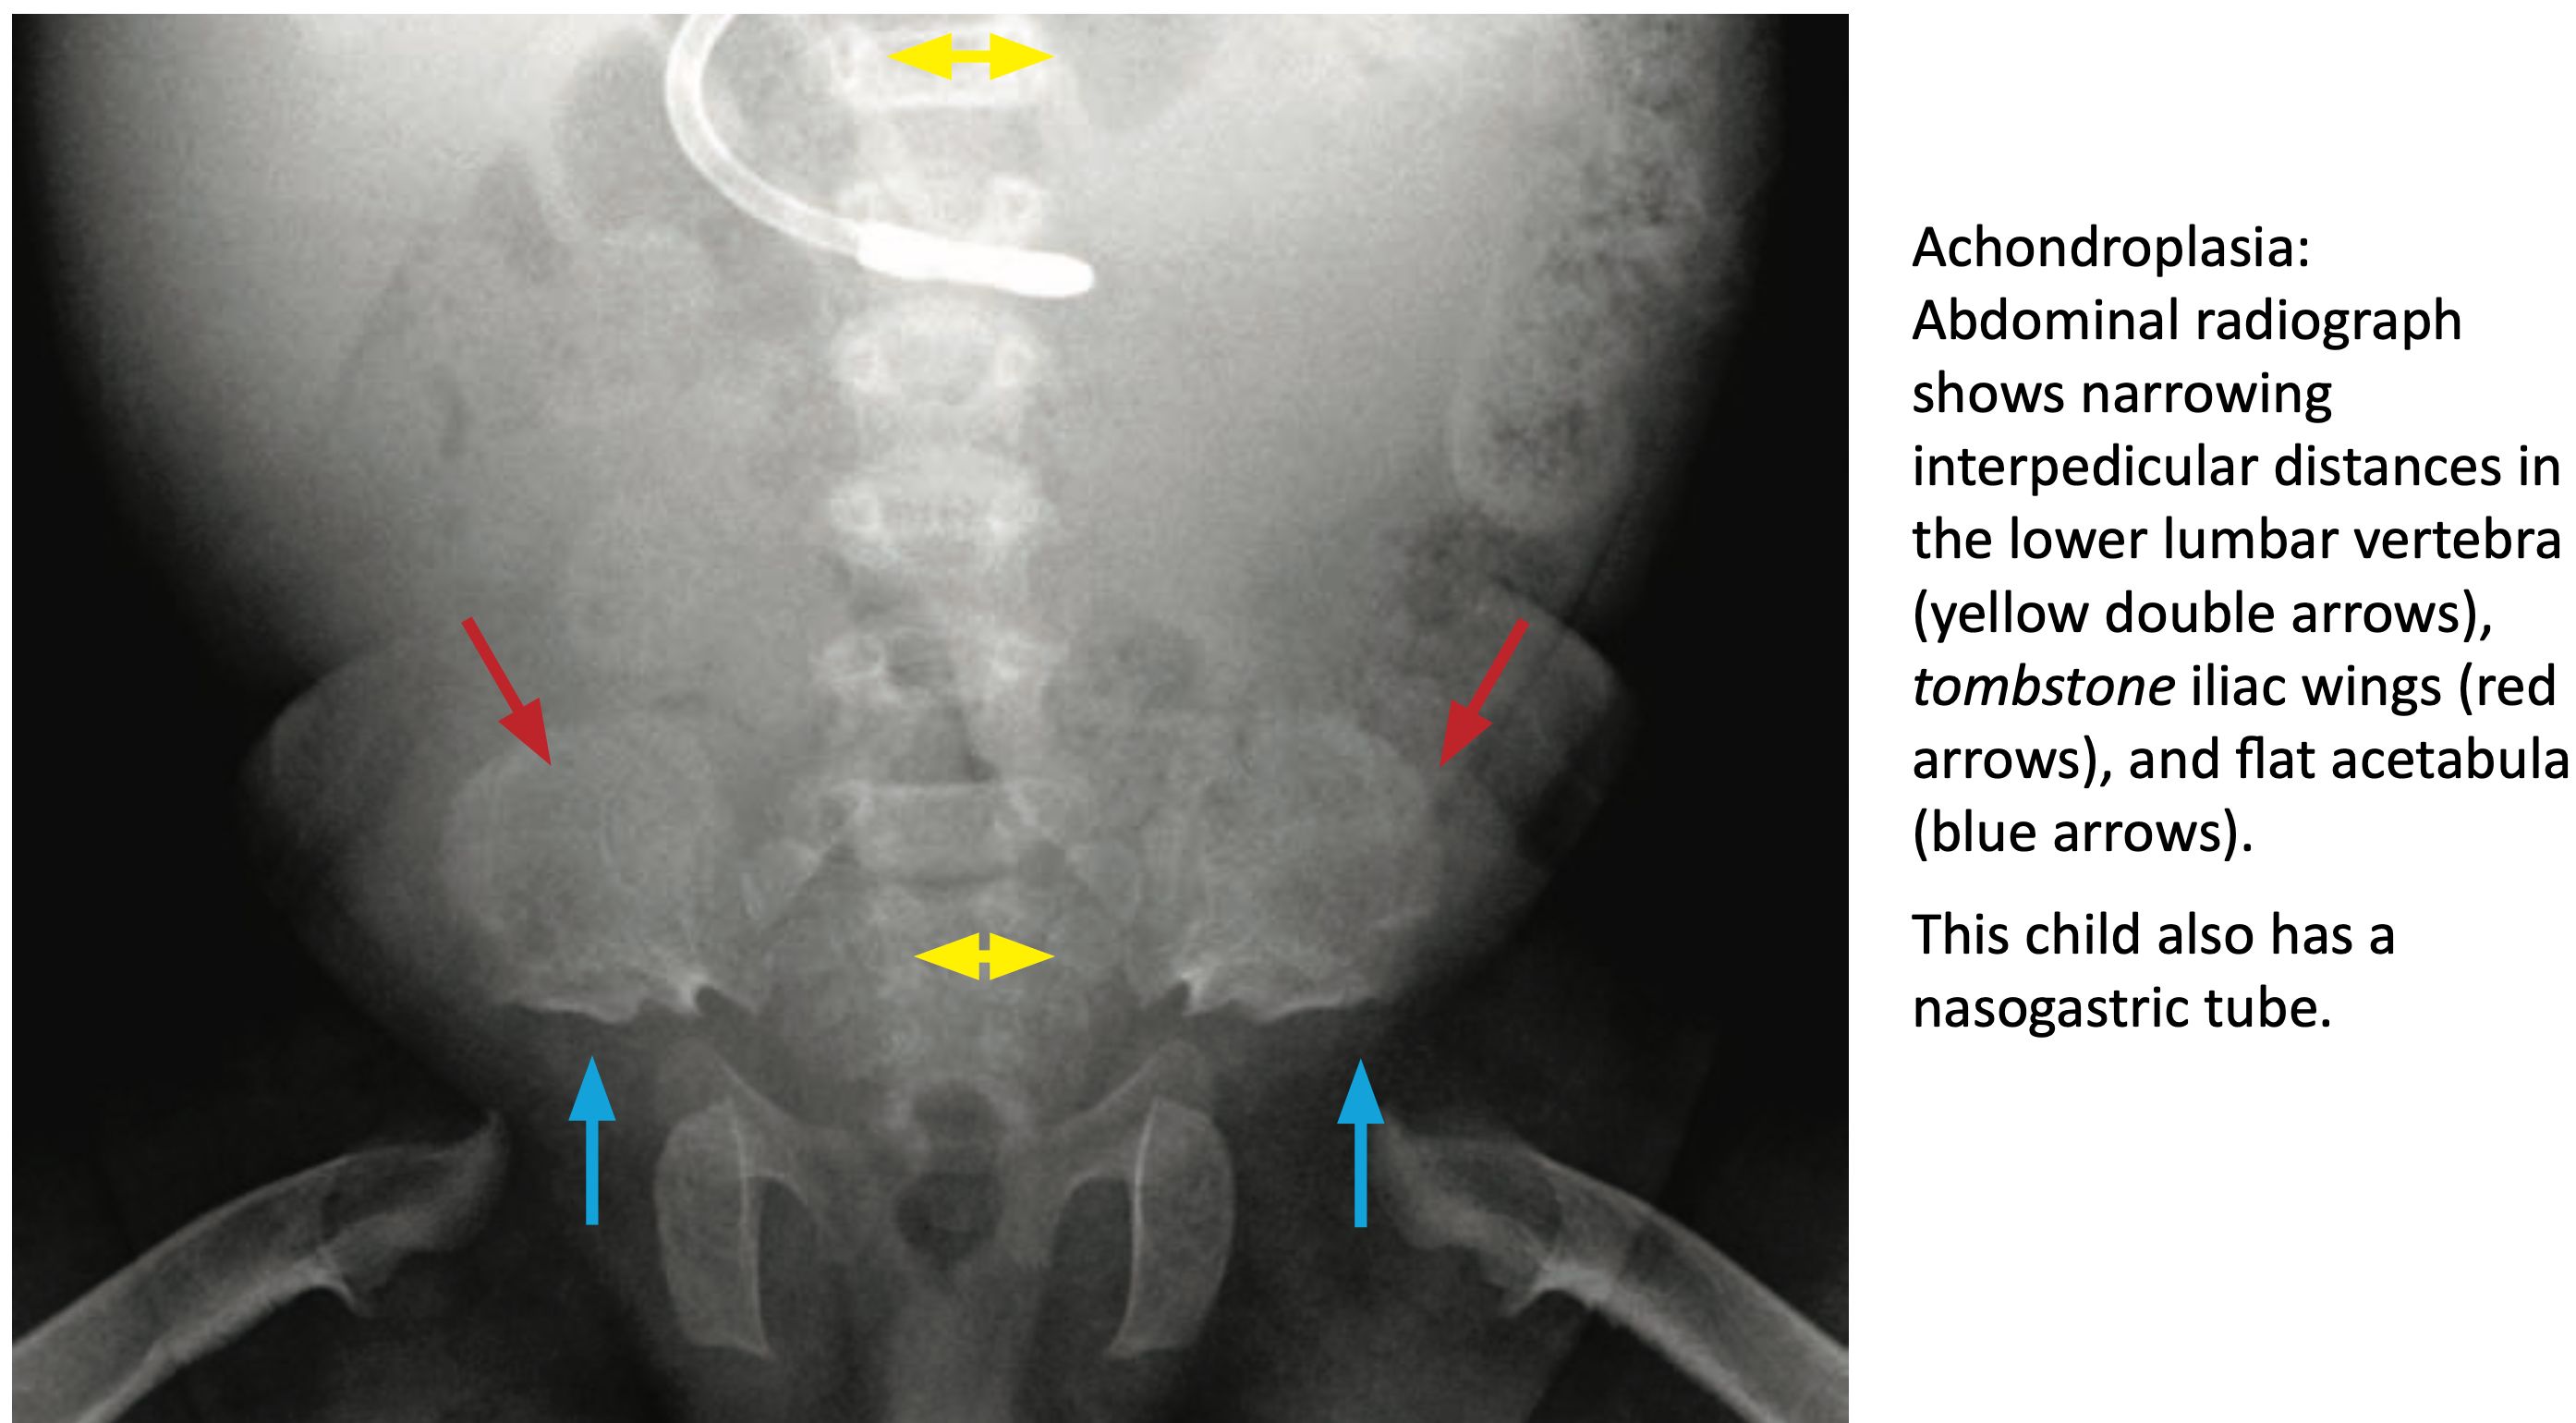 Achondroplasia:
Abdominal radiograph
shows narrowing
interpedicular distances in
the lower lumbar vertebra
(yellow double arrows),
tombstone iliac wings (red
arrows), and flat acetabula
(blue arrows).
This child also has a
nasogastric tube.